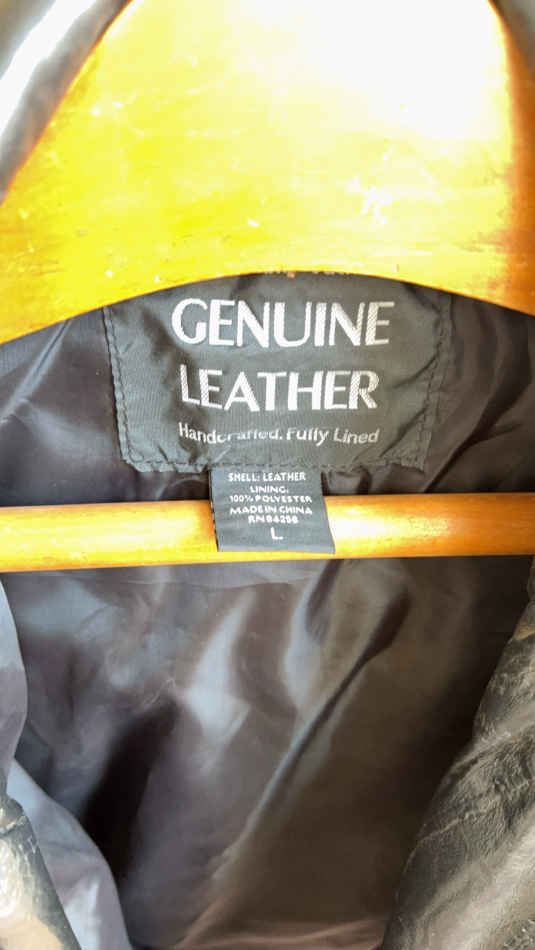 GENUINE
LEATHER
Handcrafted, Fully Lined
SHELL: LEATHER
LINING:
100% POLYESTER
MADE IN CHINA
RN 94256
L